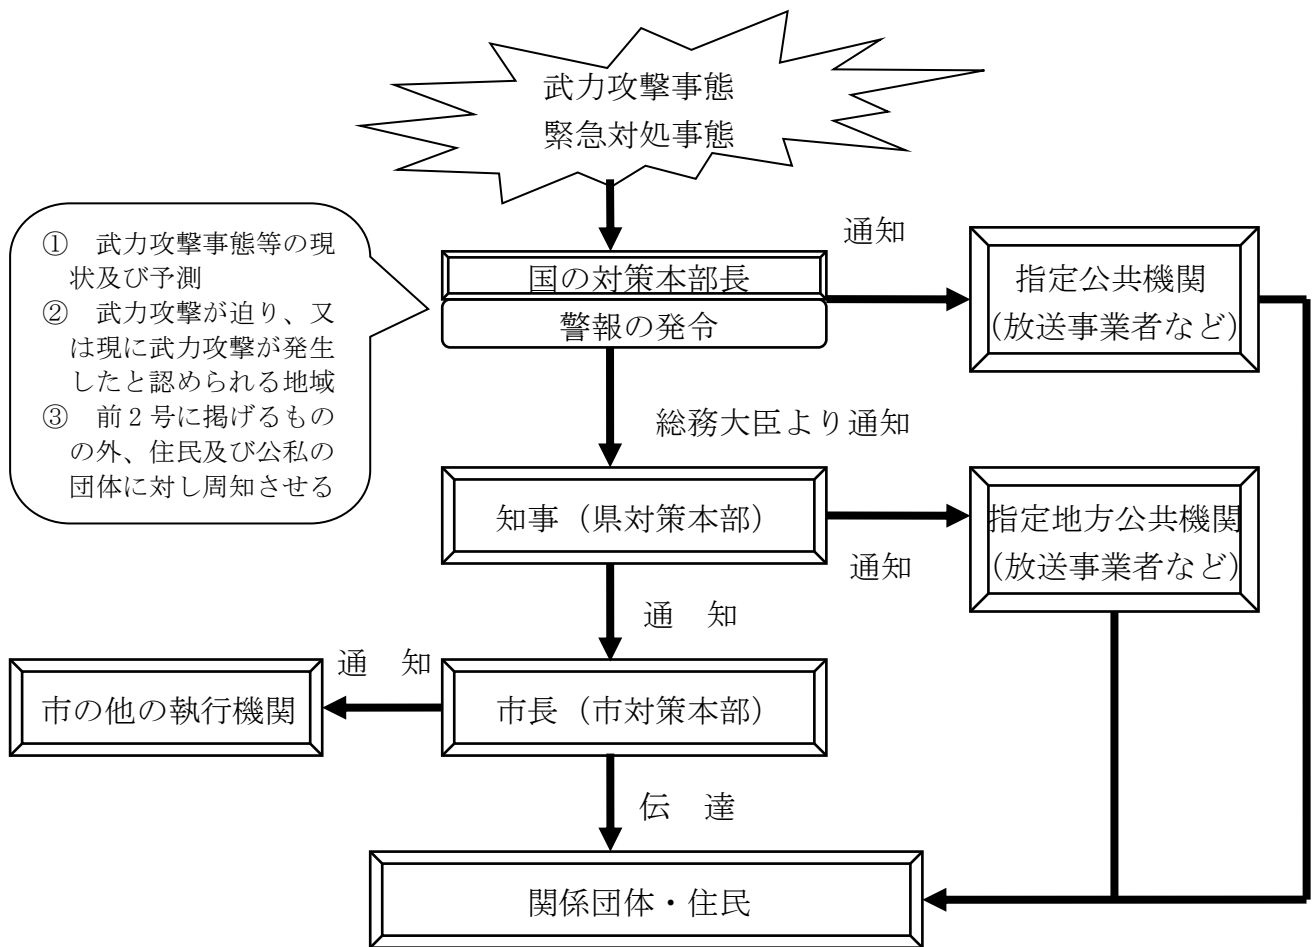 武力攻撃事態
緊急対処事態
① 武力攻撃事態等の現
状及び予測
② 武力攻撃が迫り、又
は現に武力攻撃が発生
したと認められる地域
③ 前２号に掲げるもの
の外、住民及び公私の
団体に対し周知させる
国の対策本部長
警報の発令
通知
指定公共機関
（放送事業者など）
総務大臣より通知
知事（県対策本部）
通知
指定地方公共機関
（放送事業者など）
通　知
市長（市対策本部）
通　知
市の他の執行機関
伝　達
関係団体・住民